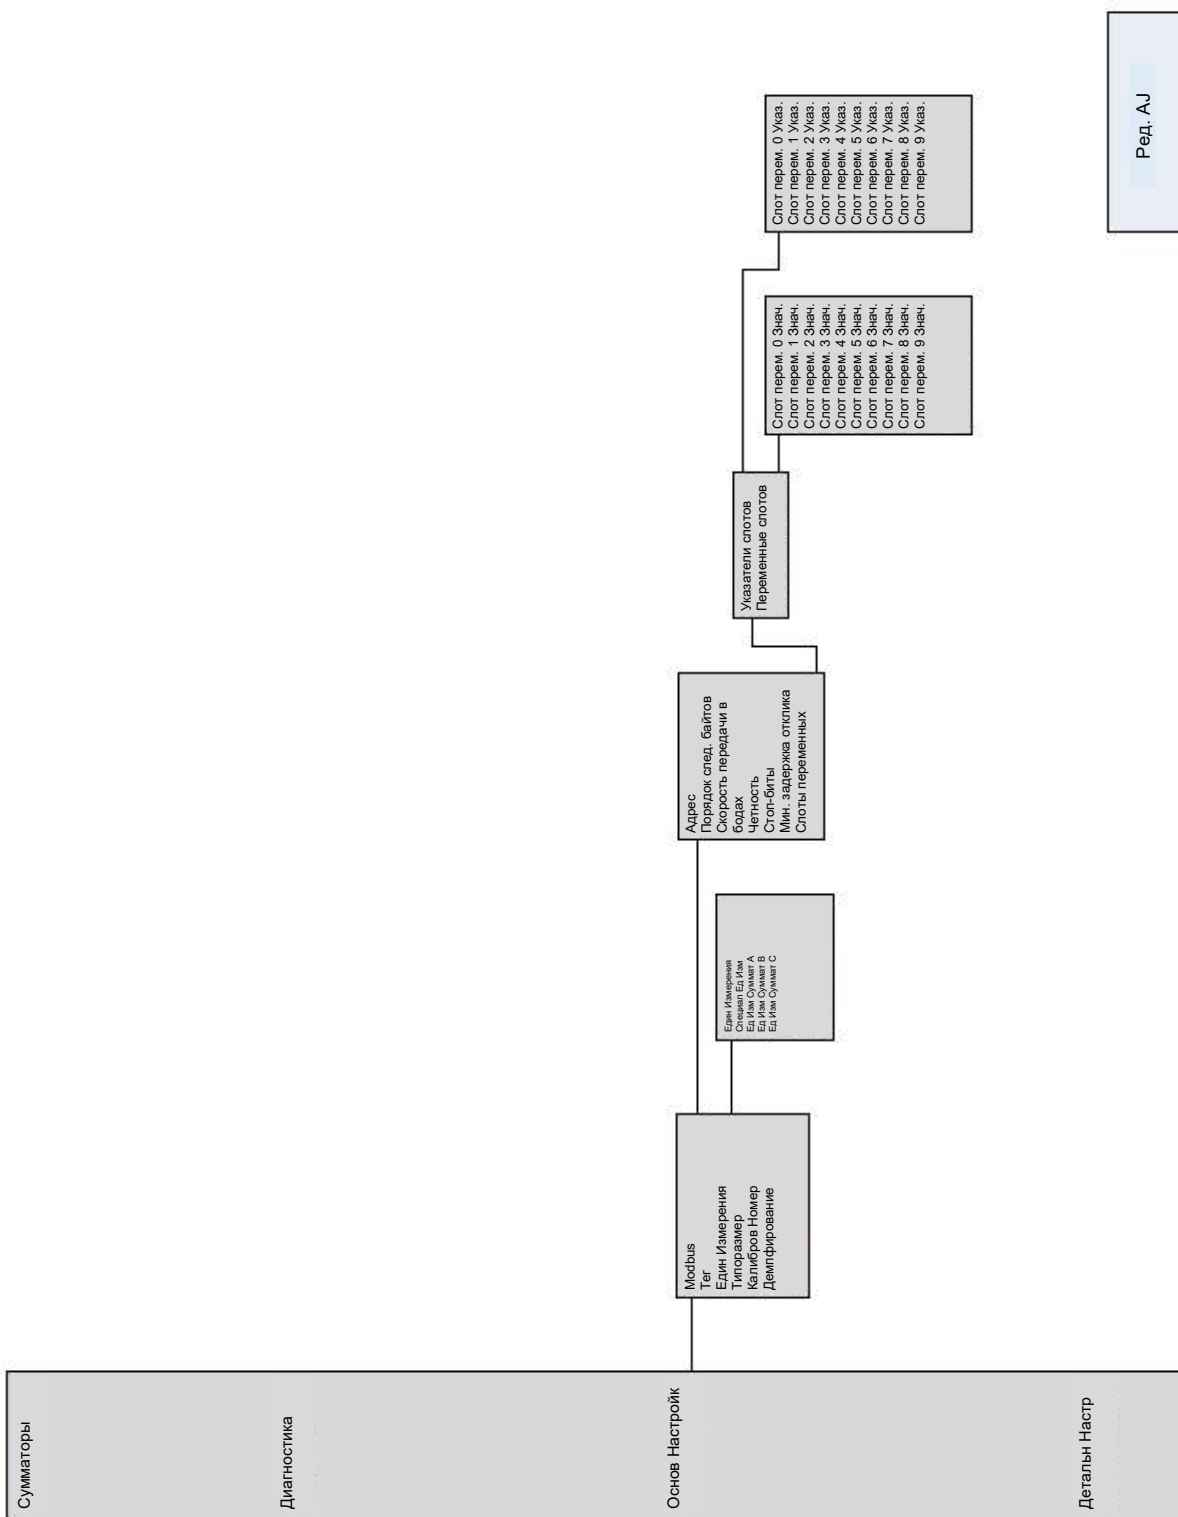 Сумматоры
Диагностика
Основ Настройк
Детальн Настр
Modbus
Тег
Един Измерения
Типоразмер
Калибров Номер
Демпфирование
Един Измерения
Специал Ед Изм
Ед Изм Суммат A
Ед Изм Суммат B
Ед Изм Суммат C
Адрес
Порядок след. байтов
Скорость передачи в
бодах
Четность
Стоп-биты
Мин. задержка отклика
Слоты переменных
Указатели слотов
Переменные слотов
Слот перем. 0 Знач.
Слот перем. 1 Знач.
Слот перем. 2 Знач.
Слот перем. 3 Знач.
Слот перем. 4 Знач.
Слот перем. 5 Знач.
Слот перем. 6 Знач.
Слот перем. 7 Знач.
Слот перем. 8 Знач.
Слот перем. 9 Знач.
Слот перем. 0 Указ.
Слот перем. 1 Указ.
Слот перем. 2 Указ.
Слот перем. 3 Указ.
Слот перем. 4 Указ.
Слот перем. 5 Указ.
Слот перем. 6 Указ.
Слот перем. 7 Указ.
Слот перем. 8 Указ.
Слот перем. 9 Указ.
Ред. AJ